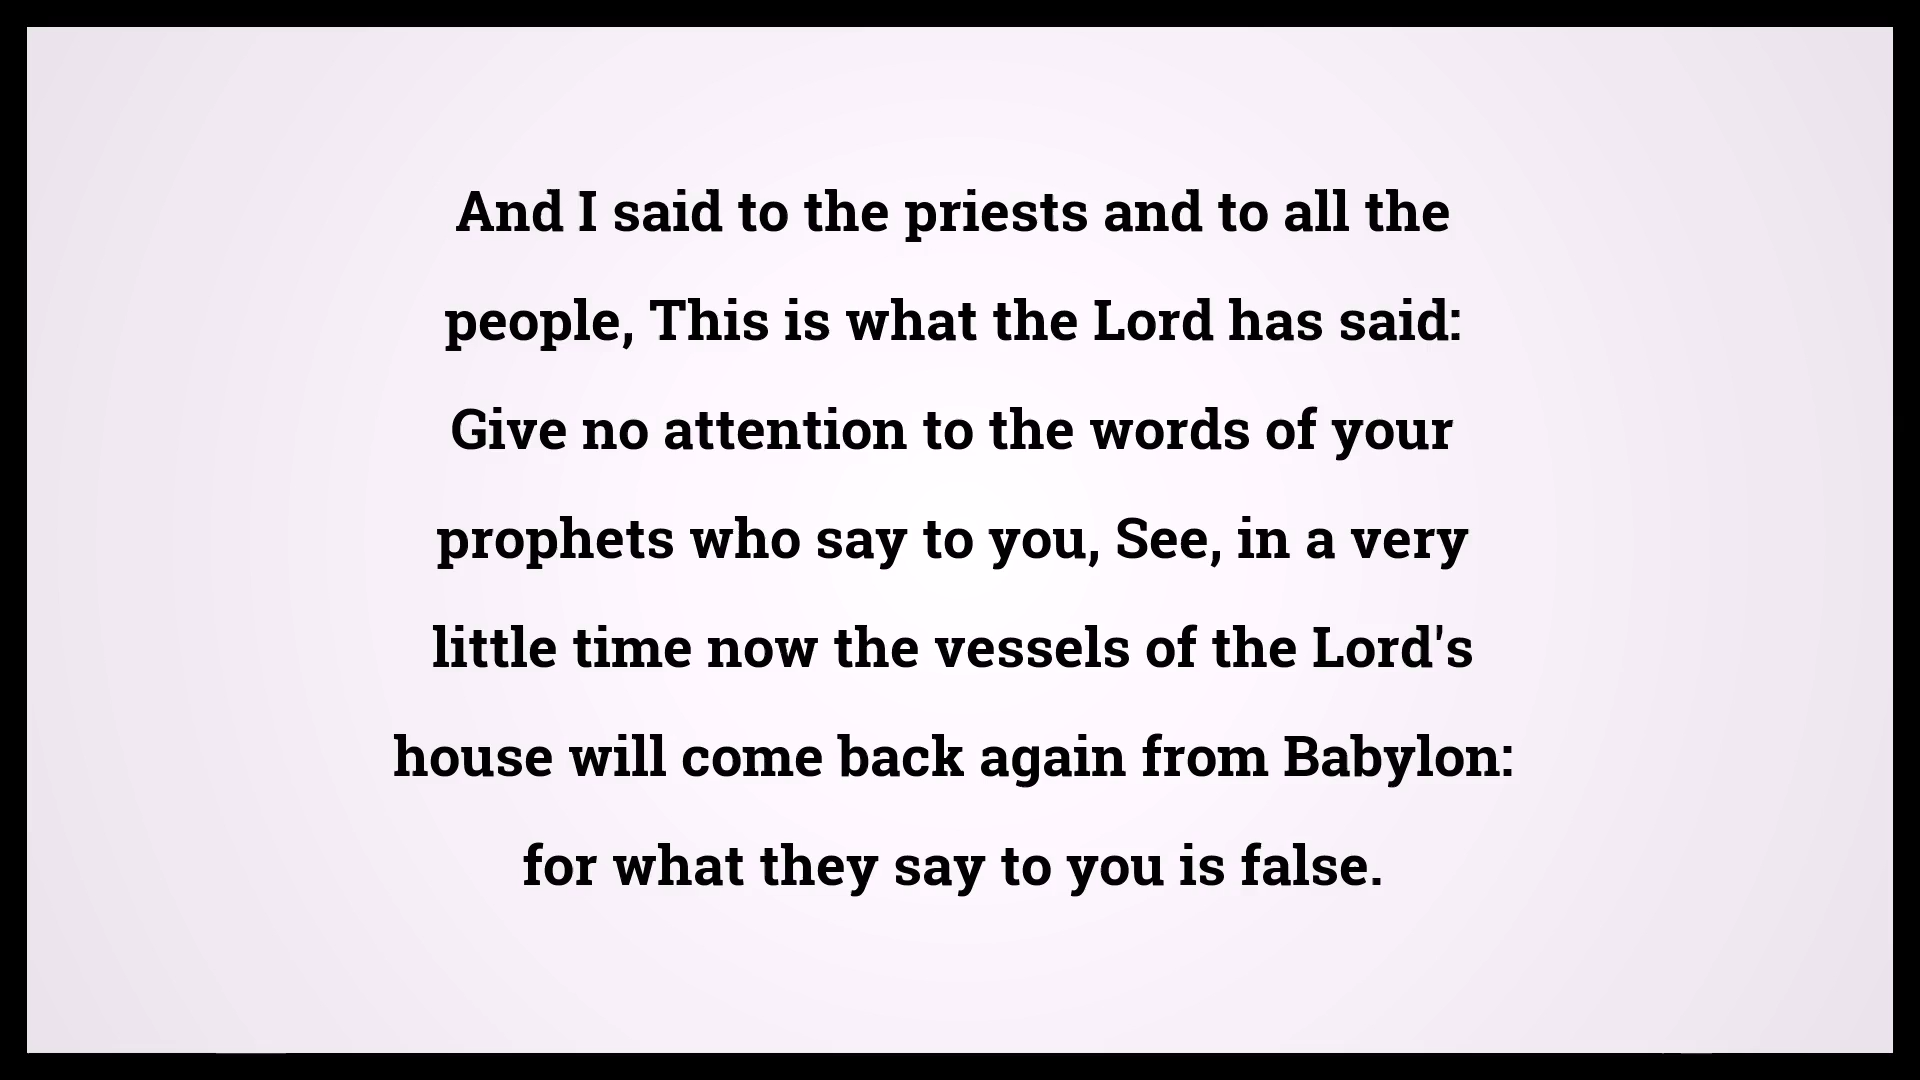 And I said to the priests and to all the
people, This is what the Lord has said:
Give no attention to the words of your
prophets who say to you, See, in a very
little time now the vessels of the Lord's
house will come back again from Babylon:
for what they say to you is false.